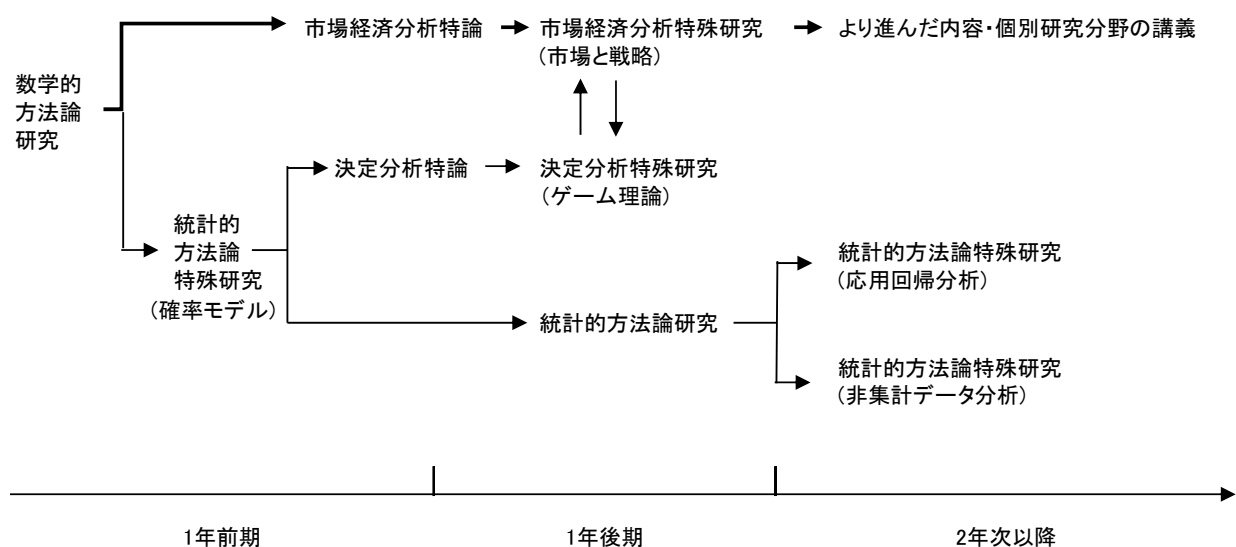 市場経済分析特論
市場経済分析特殊研究
(市場と戦略)
より進んだ内容・個別研究分野の講義
数学的
方法論
研究
決定分析特論
決定分析特殊研究
(ゲーム理論)
統計的
方法論
特殊研究
(確率モデル)
統計的方法論研究
統計的方法論特殊研究
(応用回帰分析)
統計的方法論特殊研究
(非集計データ分析)
1年前期
1年後期
2年次以降